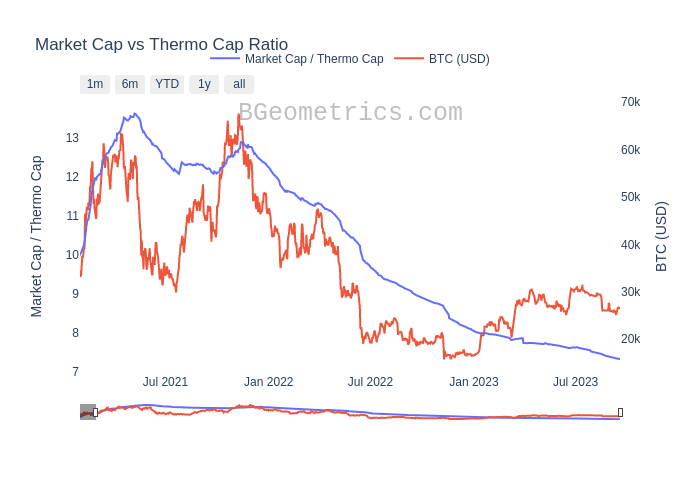 Market Cap vs Thermo Cap Ratio
Market Cap / Thermo Cap
BTC (USD)
1m 6m YTD 1y all
BGeometrics.com
Market Cap / Thermo Cap
13
12
11
10
9
8
7
70k
60k
50k
40k
30k
20k
BTC (USD)
Jul 2021 Jan 2022 Jul 2022 Jan 2023 Jul 2023